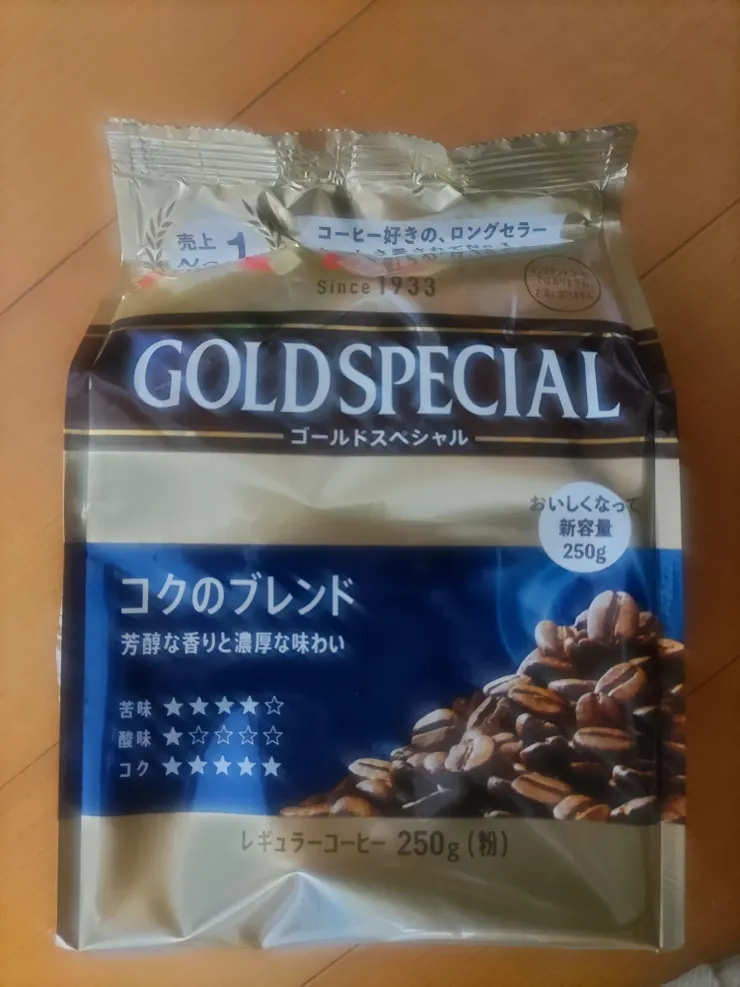 売上
No.1
コーヒー好きの、ロングセラー
Since 1933
GOLD SPECIAL
ゴールドスペシャル
おいしくなって
新容量
250g
コクのブレンド
芳醇な香りと濃厚な味わい
苦味 ★★★★☆
酸味 ★☆☆☆☆
コク ★★★★★
レギュラーコーヒー 250g(粉)